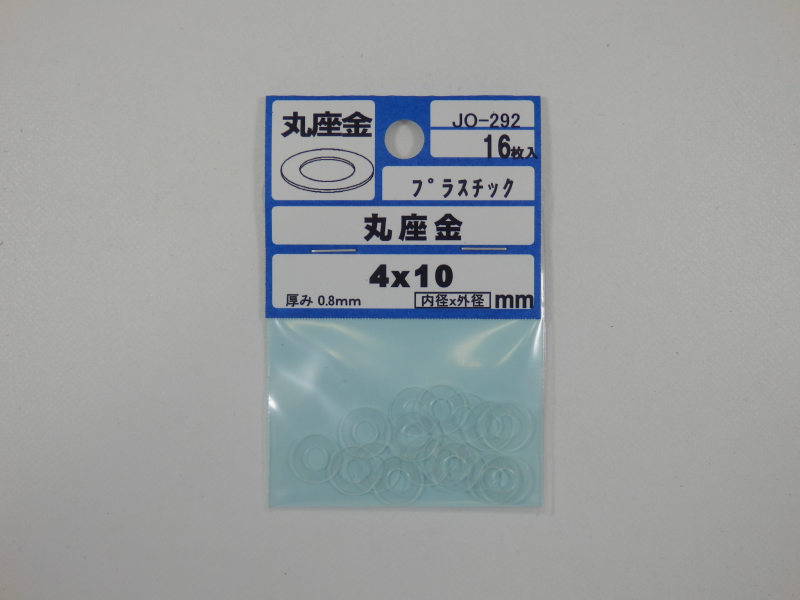 丸座金
JO-292
16枚入
プラスチック
丸座金
4x10
厚み 0.8mm
内径x外径 mm